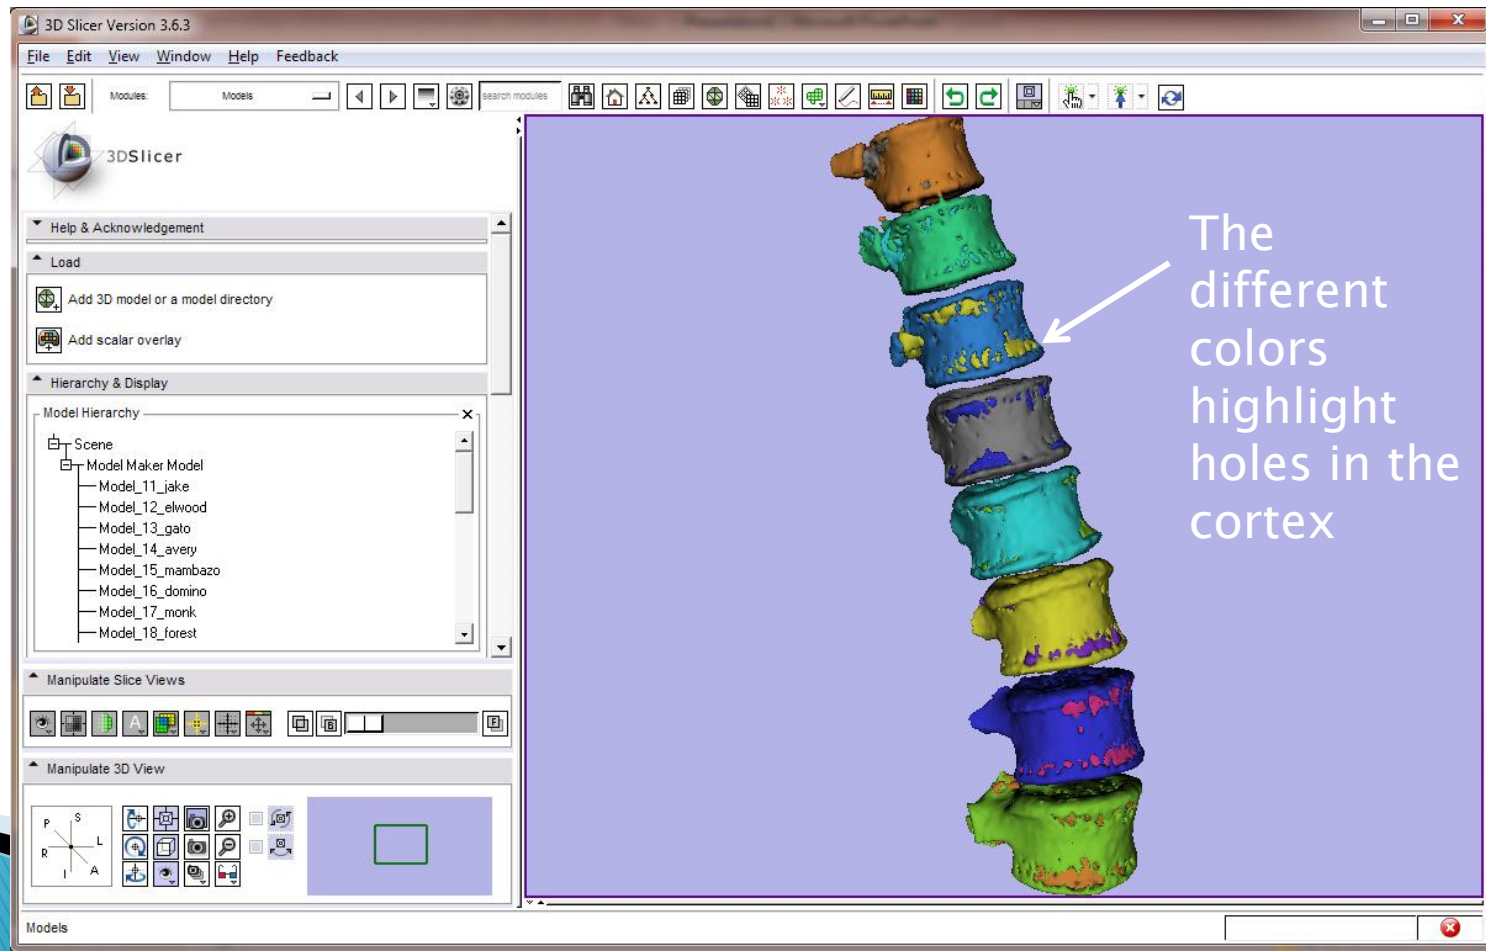 3D Slicer Version 3.6.3
File Edit View Window Help Feedback
Modules: Models search modules
3DSlicer
Help & Acknowledgement
Load
Add 3D model or a model directory
Add scalar overlay
Hierarchy & Display
Model Hierarchy
Scene
Model Maker Model
Model_11_jake
Model_12_elwood
Model_13_gato
Model_14_avery
Model_15_mambazo
Model_16_domino
Model_17_monk
Model_18_forest
Manipulate Slice Views
A B F
Manipulate 3D View
P S
R L
I A
Models
The
different
colors
highlight
holes in the
cortex